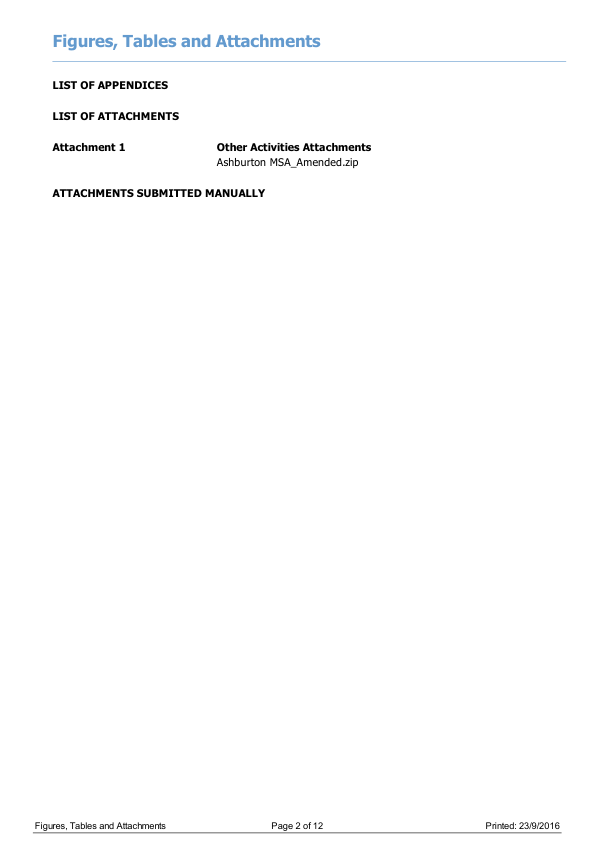 Figures, Tables and Attachments
LIST OF APPENDICES
LIST OF ATTACHMENTS
Attachment 1 Other Activities Attachments
Ashburton MSA_Amended.zip
ATTACHMENTS SUBMITTED MANUALLY
Figures, Tables and Attachments Page 2 of 12 Printed: 23/9/2016